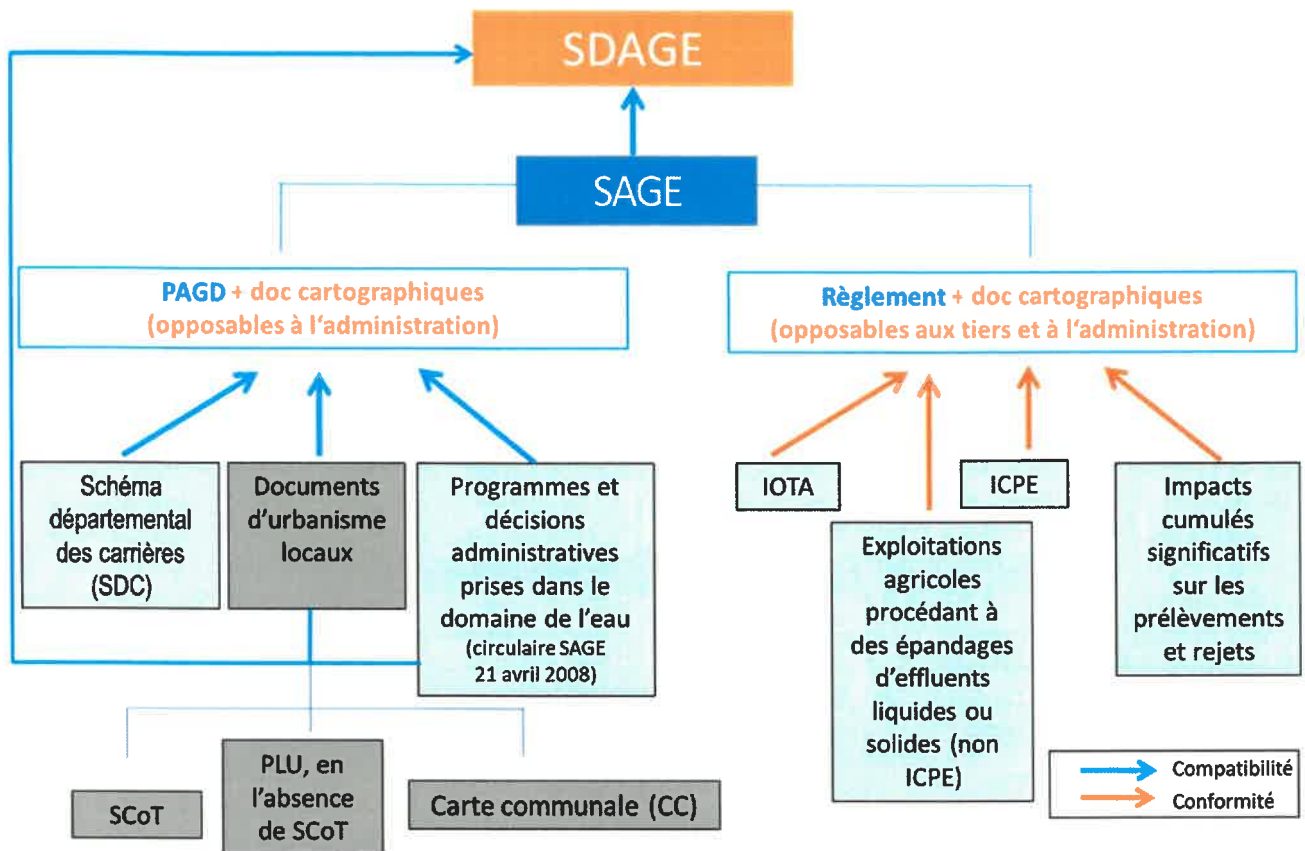 SDAGE
SAGE
PAGD + doc cartographiques
(opposables à l'administration)
Règlement + doc cartographiques
(opposables aux tiers et à l'administration)
Schéma
départemental
des carrières
(SDC)
Documents
d'urbanisme
locaux
Programmes et
décisions
administratives
prises dans le
domaine de l'eau
(circulaire SAGE
21 avril 2008)
IOTA
Exploitations
agricoles
procédant à
des épandages
d'effluents
liquides ou
solides (non
ICPE)
ICPE
Impacts
cumulés
significatifs
sur les
prélèvements
et rejets
SCoT
PLU, en
l'absence
de SCoT
Carte communale (CC)
Compatibilité
Conformité